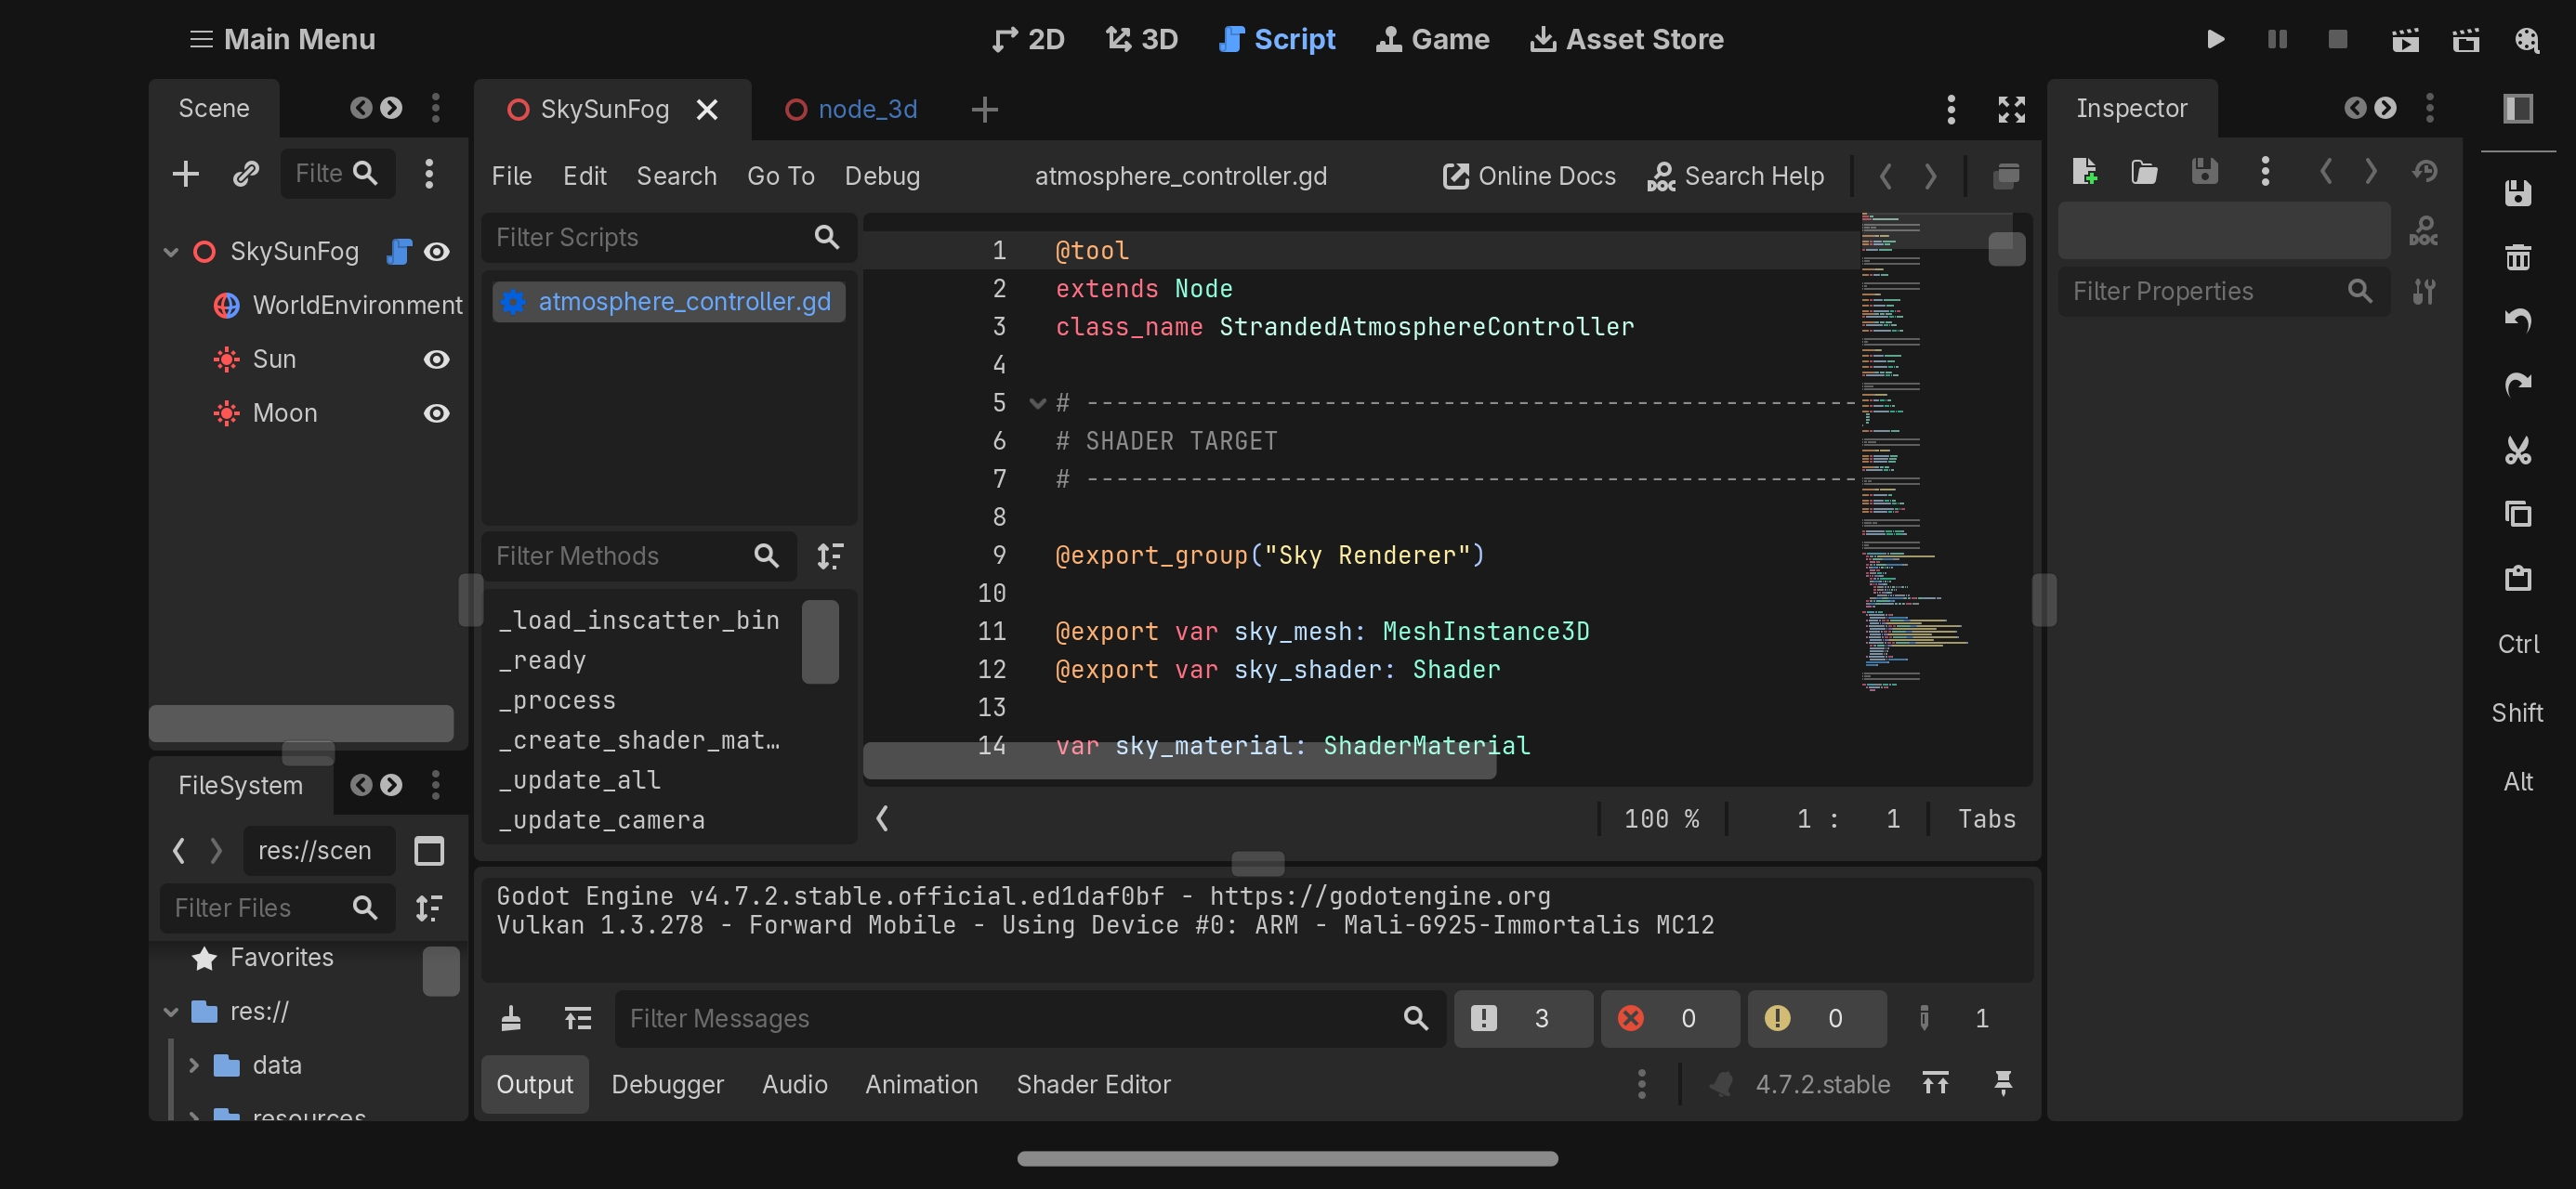 Main Menu
2D
3D
Script
Game
Asset Store
Scene
Filte
SkySunFog
WorldEnvironment
Sun
Moon
FileSystem
res://scen
Filter Files
Favorites
res://
data
resources
SkySunFog
node_3d
File Edit Search Go To Debug
atmosphere_controller.gd
Online Docs
Search Help
Filter Scripts
atmosphere_controller.gd
Filter Methods
_load_inscatter_bin
_ready
_process
_create_shader_mat…
_update_all
_update_camera
1 @tool
2 extends Node
3 class_name StrandedAtmosphereController
4
5 # ----------------------------------------------------
6 # SHADER TARGET
7 # ----------------------------------------------------
8
9 @export_group("Sky Renderer")
10
11 @export var sky_mesh: MeshInstance3D
12 @export var sky_shader: Shader
13
14 var sky_material: ShaderMaterial
100 %
1 : 1
Tabs
Godot Engine v4.7.2.stable.official.ed1daf0bf - https://godotengine.org
Vulkan 1.3.278 - Forward Mobile - Using Device #0: ARM - Mali-G925-Immortalis MC12
Filter Messages
3
0
0
1
Output Debugger Audio Animation Shader Editor
4.7.2.stable
Inspector
DOC
Filter Properties
Ctrl
Shift
Alt